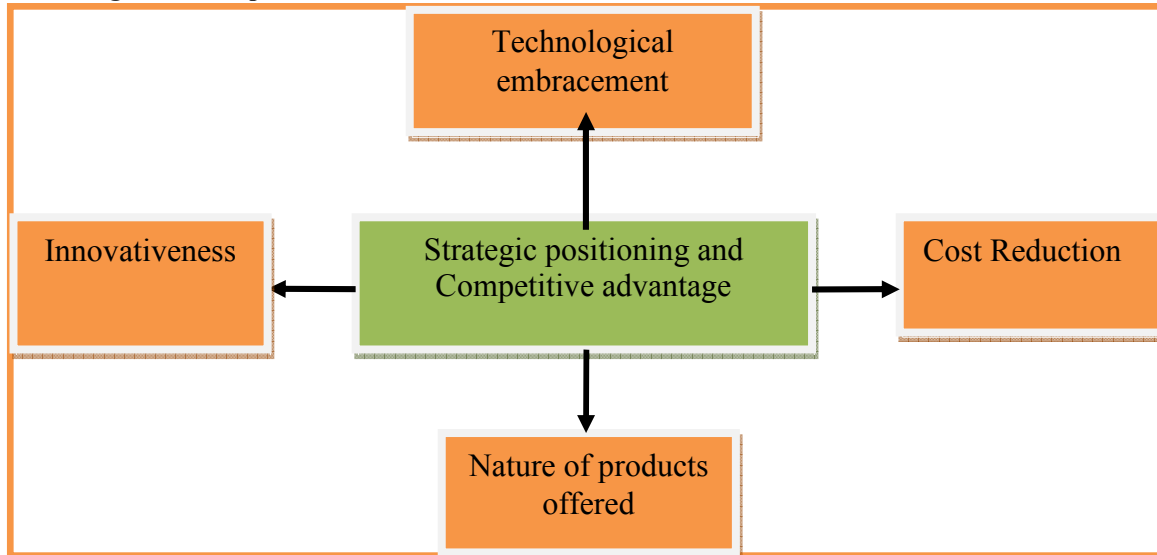 Technological
embracement
Innovativeness
Strategic positioning and
Competitive advantage
Cost Reduction
Nature of products
offered